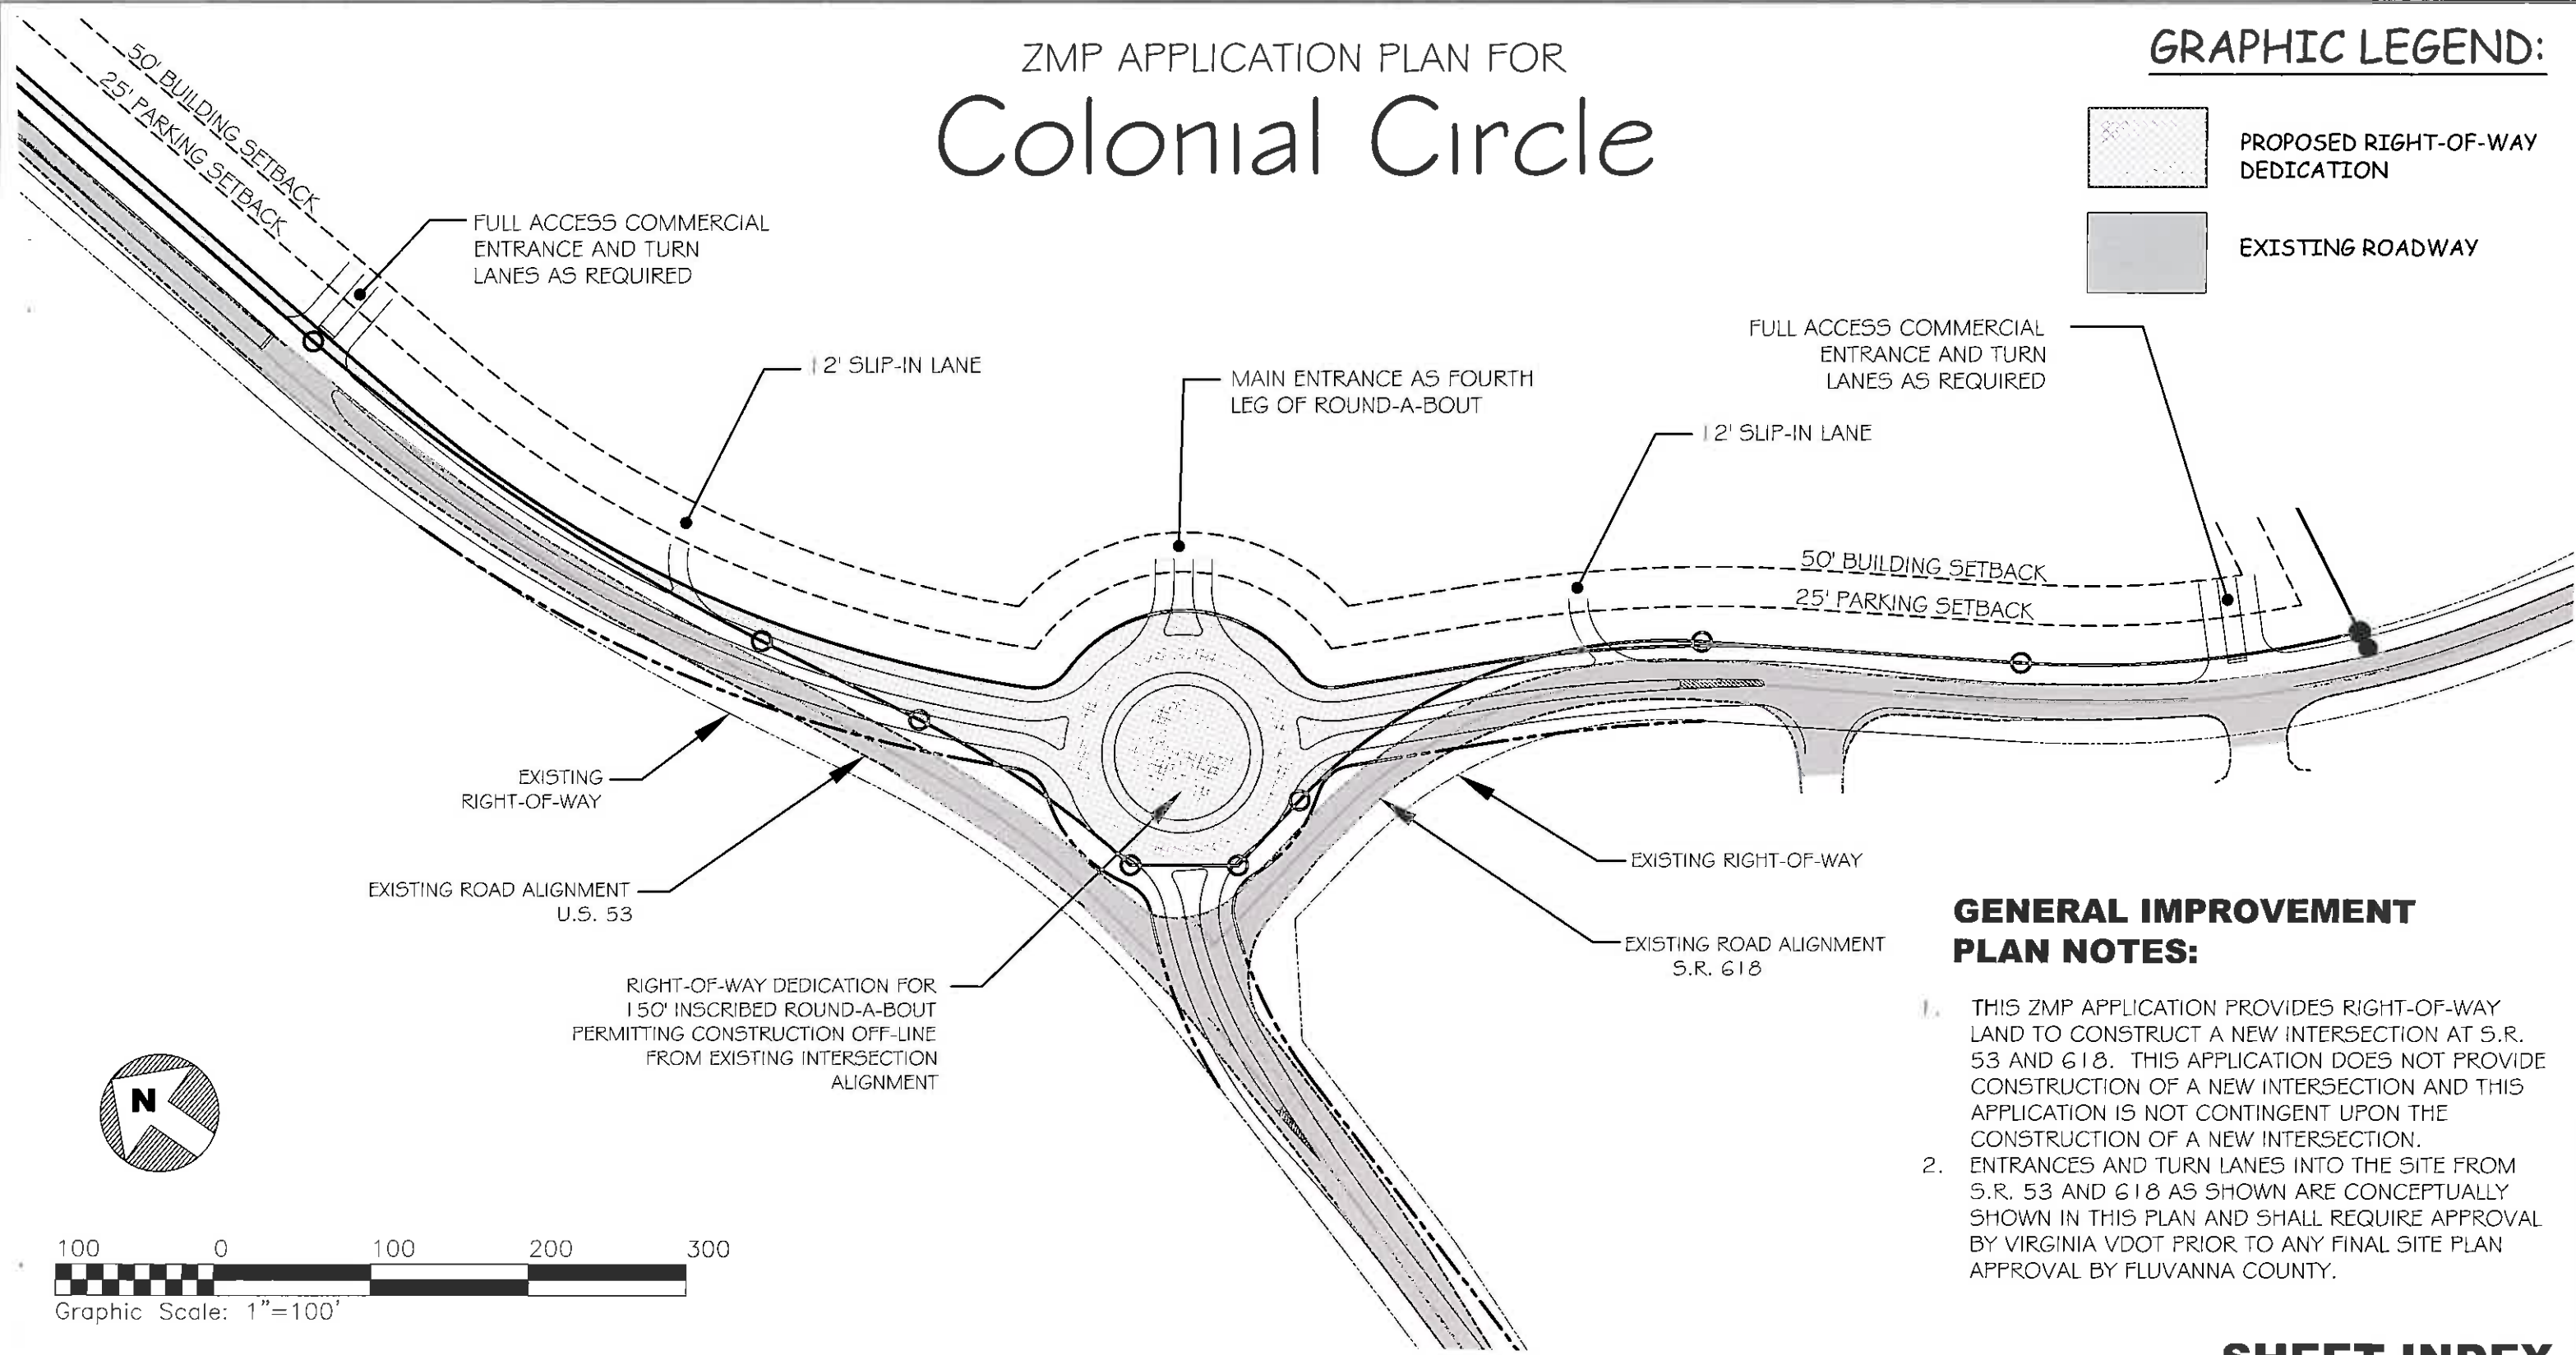 ZMP APPLICATION PLAN FOR
Colonial Circle
GRAPHIC LEGEND:
PROPOSED RIGHT-OF-WAY
DEDICATION
EXISTING ROADWAY
50' BUILDING SETBACK
25' PARKING SETBACK
FULL ACCESS COMMERCIAL
ENTRANCE AND TURN
LANES AS REQUIRED
12' SLIP-IN LANE
MAIN ENTRANCE AS FOURTH
LEG OF ROUND-A-BOUT
FULL ACCESS COMMERCIAL
ENTRANCE AND TURN
LANES AS REQUIRED
12' SLIP-IN LANE
50' BUILDING SETBACK
25' PARKING SETBACK
EXISTING
RIGHT-OF-WAY
EXISTING ROAD ALIGNMENT
U.S. 53
RIGHT-OF-WAY DEDICATION FOR
150' INSCRIBED ROUND-A-BOUT
PERMITTING CONSTRUCTION OFF-LINE
FROM EXISTING INTERSECTION
ALIGNMENT
EXISTING RIGHT-OF-WAY
EXISTING ROAD ALIGNMENT
S.R. 618
GENERAL IMPROVEMENT
PLAN NOTES:
1. THIS ZMP APPLICATION PROVIDES RIGHT-OF-WAY
LAND TO CONSTRUCT A NEW INTERSECTION AT S.R.
53 AND 618. THIS APPLICATION DOES NOT PROVIDE
CONSTRUCTION OF A NEW INTERSECTION AND THIS
APPLICATION IS NOT CONTINGENT UPON THE
CONSTRUCTION OF A NEW INTERSECTION.
2. ENTRANCES AND TURN LANES INTO THE SITE FROM
S.R. 53 AND 618 AS SHOWN ARE CONCEPTUALLY
SHOWN IN THIS PLAN AND SHALL REQUIRE APPROVAL
BY VIRGINIA VDOT PRIOR TO ANY FINAL SITE PLAN
APPROVAL BY FLUVANNA COUNTY.
N
100 0 100 200 300
Graphic Scale: 1"=100'
SHEET INDEX